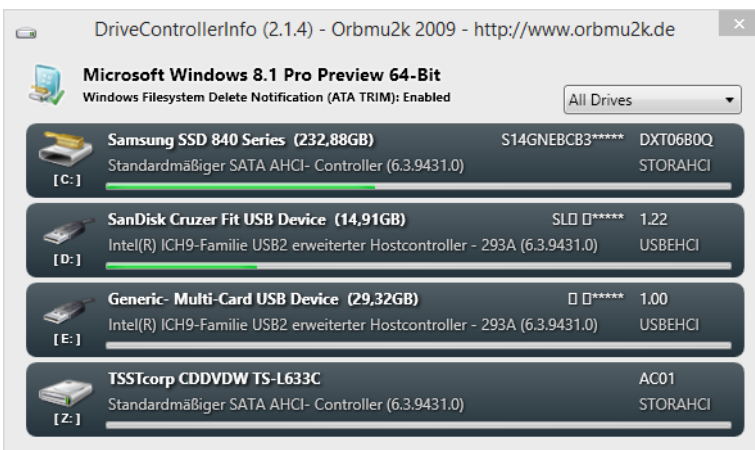 DriveControllerInfo (2.1.4) - Orbmu2k 2009 - http://www.orbmu2k.de
Microsoft Windows 8.1 Pro Preview 64-Bit
Windows Filesystem Delete Notification (ATA TRIM): Enabled
All Drives
Samsung SSD 840 Series (232,88GB) S14GNEBCB3***** DXT06B0Q
Standardmäßiger SATA AHCI- Controller (6.3.9431.0) STORAHCI
[C:]
SanDisk Cruzer Fit USB Device (14,91GB) SL▯ ▯***** 1.22
Intel(R) ICH9-Familie USB2 erweiterter Hostcontroller - 293A (6.3.9431.0) USBEHCI
[D:]
Generic- Multi-Card USB Device (29,32GB) ▯ ▯***** 1.00
Intel(R) ICH9-Familie USB2 erweiterter Hostcontroller - 293A (6.3.9431.0) USBEHCI
[E:]
TSSTcorp CDDVDW TS-L633C AC01
Standardmäßiger SATA AHCI- Controller (6.3.9431.0) STORAHCI
[Z:]